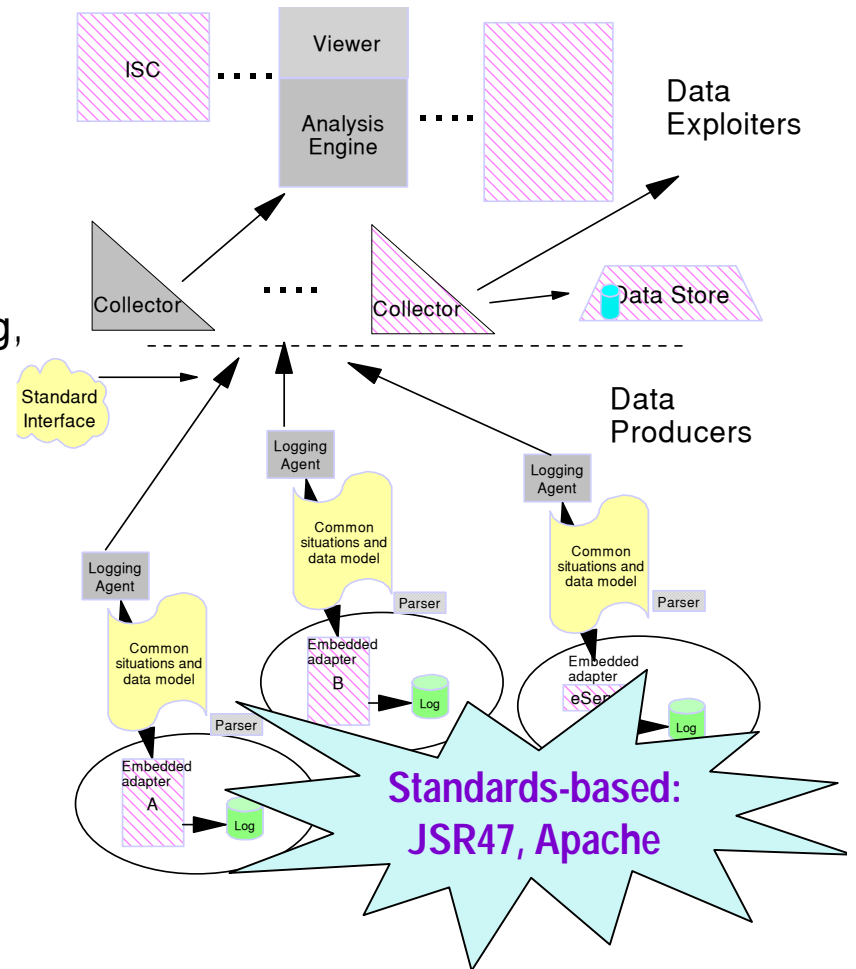 Viewer
ISC
Analysis
Engine
Data
Exploiters
Collector
Collector
Data Store
Standard
Interface
Data
Producers
Logging
Agent
Logging
Agent
Common
situations and
data model
Common
situations and
data model
Logging
Agent
Parser
Parser
Common
situations and
data model
Embedded
adapter
B
Log
Embedded
adapter
Log
Parser
Embedded
adapter
A
Log
Standards-based:
JSR47, Apache